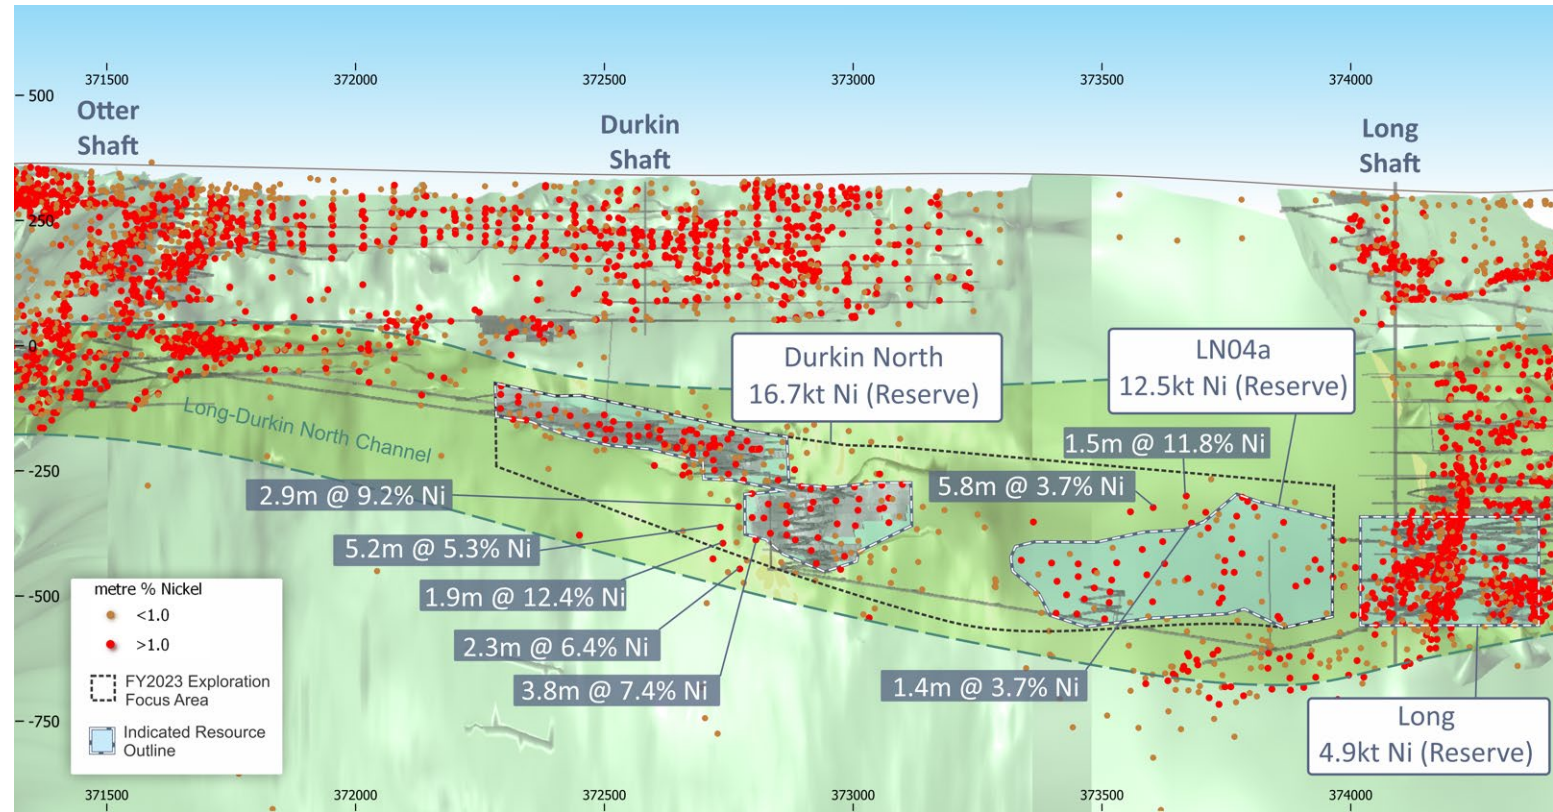 371500
372000
372500
373000
373500
374000
500
250
0
-250
-500
-750
Otter
Shaft
Durkin
Shaft
Long
Shaft
Durkin North
16.7kt Ni (Reserve)
LN04a
12.5kt Ni (Reserve)
Long-Durkin North Channel
1.5m @ 11.8% Ni
5.8m @ 3.7% Ni
2.9m @ 9.2% Ni
5.2m @ 5.3% Ni
1.9m @ 12.4% Ni
2.3m @ 6.4% Ni
3.8m @ 7.4% Ni
1.4m @ 3.7% Ni
Long
4.9kt Ni (Reserve)
metre % Nickel
<1.0
>1.0
FY2023 Exploration
Focus Area
Indicated Resource
Outline
371500
372000
372500
373000
373500
374000